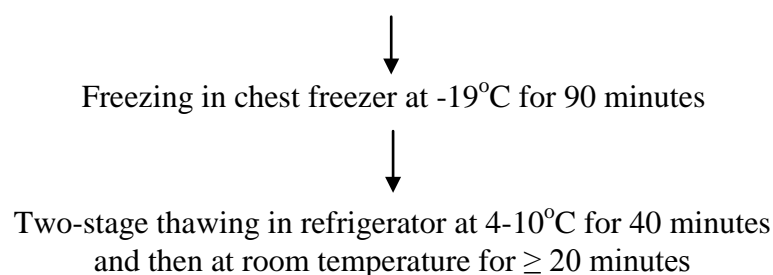 Freezing in chest freezer at -19°C for 90 minutes
Two-stage thawing in refrigerator at 4-10°C for 40 minutes
and then at room temperature for ≥ 20 minutes